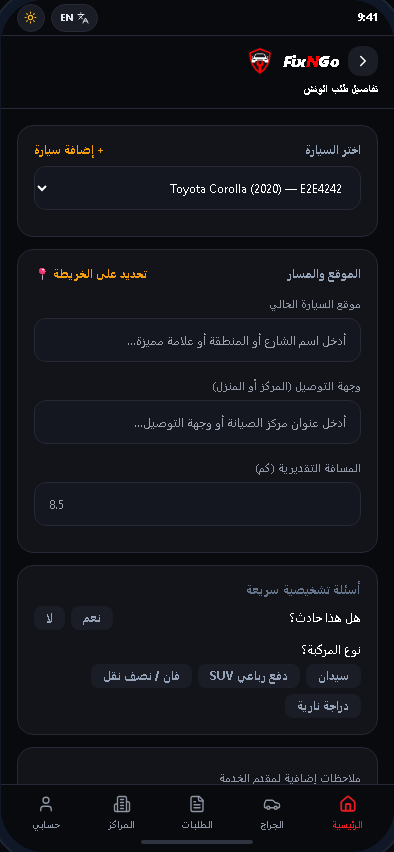 EN
9:41
FixNGo
تفاصيل طلب الونش
اختر السيارة
+ إضافة سيارة
Toyota Corolla (2020) — E2E4242
الموقع والمسار
تحديد على الخريطة 📍
موقع السيارة الحالي
أدخل اسم الشارع أو المنطقة أو علامة مميزة...
وجهة التوصيل (المركز أو المنزل)
أدخل عنوان مركز الصيانة أو وجهة التوصيل...
المسافة التقديرية (كم)
8.5
أسئلة تشخيصية سريعة
هل هذا حادث؟
نعم
لا
نوع المركبة؟
سيدان
دفع رباعي SUV
فان / نصف نقل
دراجة نارية
ملاحظات إضافية لمقدم الخدمة
الرئيسية
الجراج
الطلبات
المراكز
حسابي